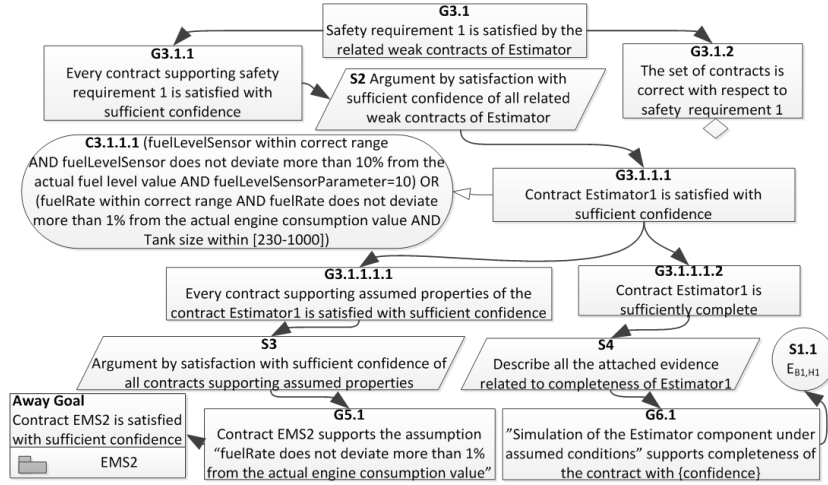 G3.1
Safety requirement 1 is satisfied by the
related weak contracts of Estimator
G3.1.1
Every contract supporting safety
requirement 1 is satisfied with
sufficient confidence
S2 Argument by satisfaction with
sufficient confidence of all related
weak contracts of Estimator
G3.1.2
The set of contracts is
correct with respect to
safety requirement 1
C3.1.1.1 (fuelLevelSensor within correct range
AND fuelLevelSensor does not deviate more than 10% from the
actual fuel level value AND fuelLevelSensorParameter=10) OR
(fuelRate within correct range AND fuelRate does not deviate
more than 1% from the actual engine consumption value AND
Tank size within [230-1000])
G3.1.1.1
Contract Estimator1 is satisfied with
sufficient confidence
G3.1.1.1.1
Every contract supporting assumed properties of the
contract Estimator1 is satisfied with sufficient confidence
G3.1.1.1.2
Contract Estimator1 is
sufficiently complete
S3
Argument by satisfaction with sufficient confidence of
all contracts supporting assumed properties
S4
Describe all the attached evidence
related to completeness of Estimator1
S1.1
E_B1,H1
Away Goal
Contract EMS2 is satisfied
with sufficient confidence
EMS2
G5.1
Contract EMS2 supports the assumption
“fuelRate does not deviate more than 1%
from the actual engine consumption value”
G6.1
”Simulation of the Estimator component under
assumed conditions” supports completeness of
the contract with {confidence}